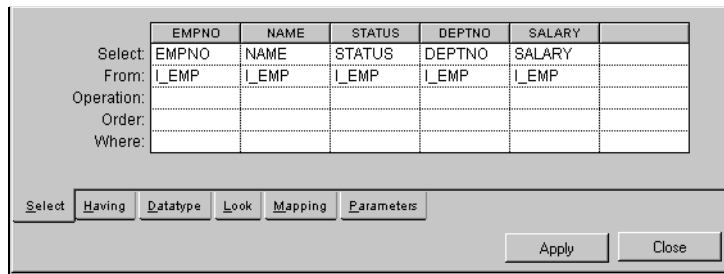 EMPNO NAME STATUS DEPTNO SALARY
Select: EMPNO NAME STATUS DEPTNO SALARY
From: I_EMP I_EMP I_EMP I_EMP I_EMP
Operation:
Order:
Where:
Select Having Datatype Look Mapping Parameters
Apply Close